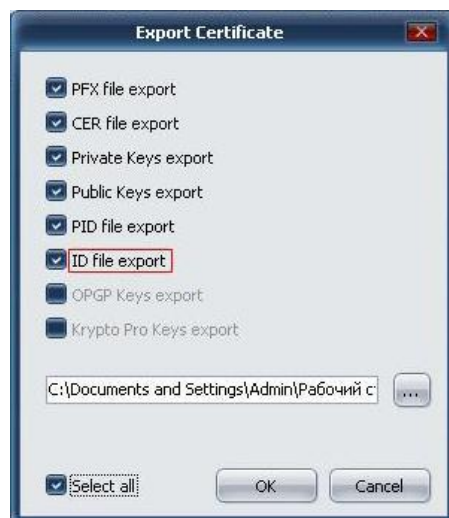 Export Certificate
PFX file export
CER file export
Private Keys export
Public Keys export
PID file export
ID file export
OPGP Keys export
Krypto Pro Keys export
C:\Documents and Settings\Admin\Рабочий ст
...
Select all
OK Cancel